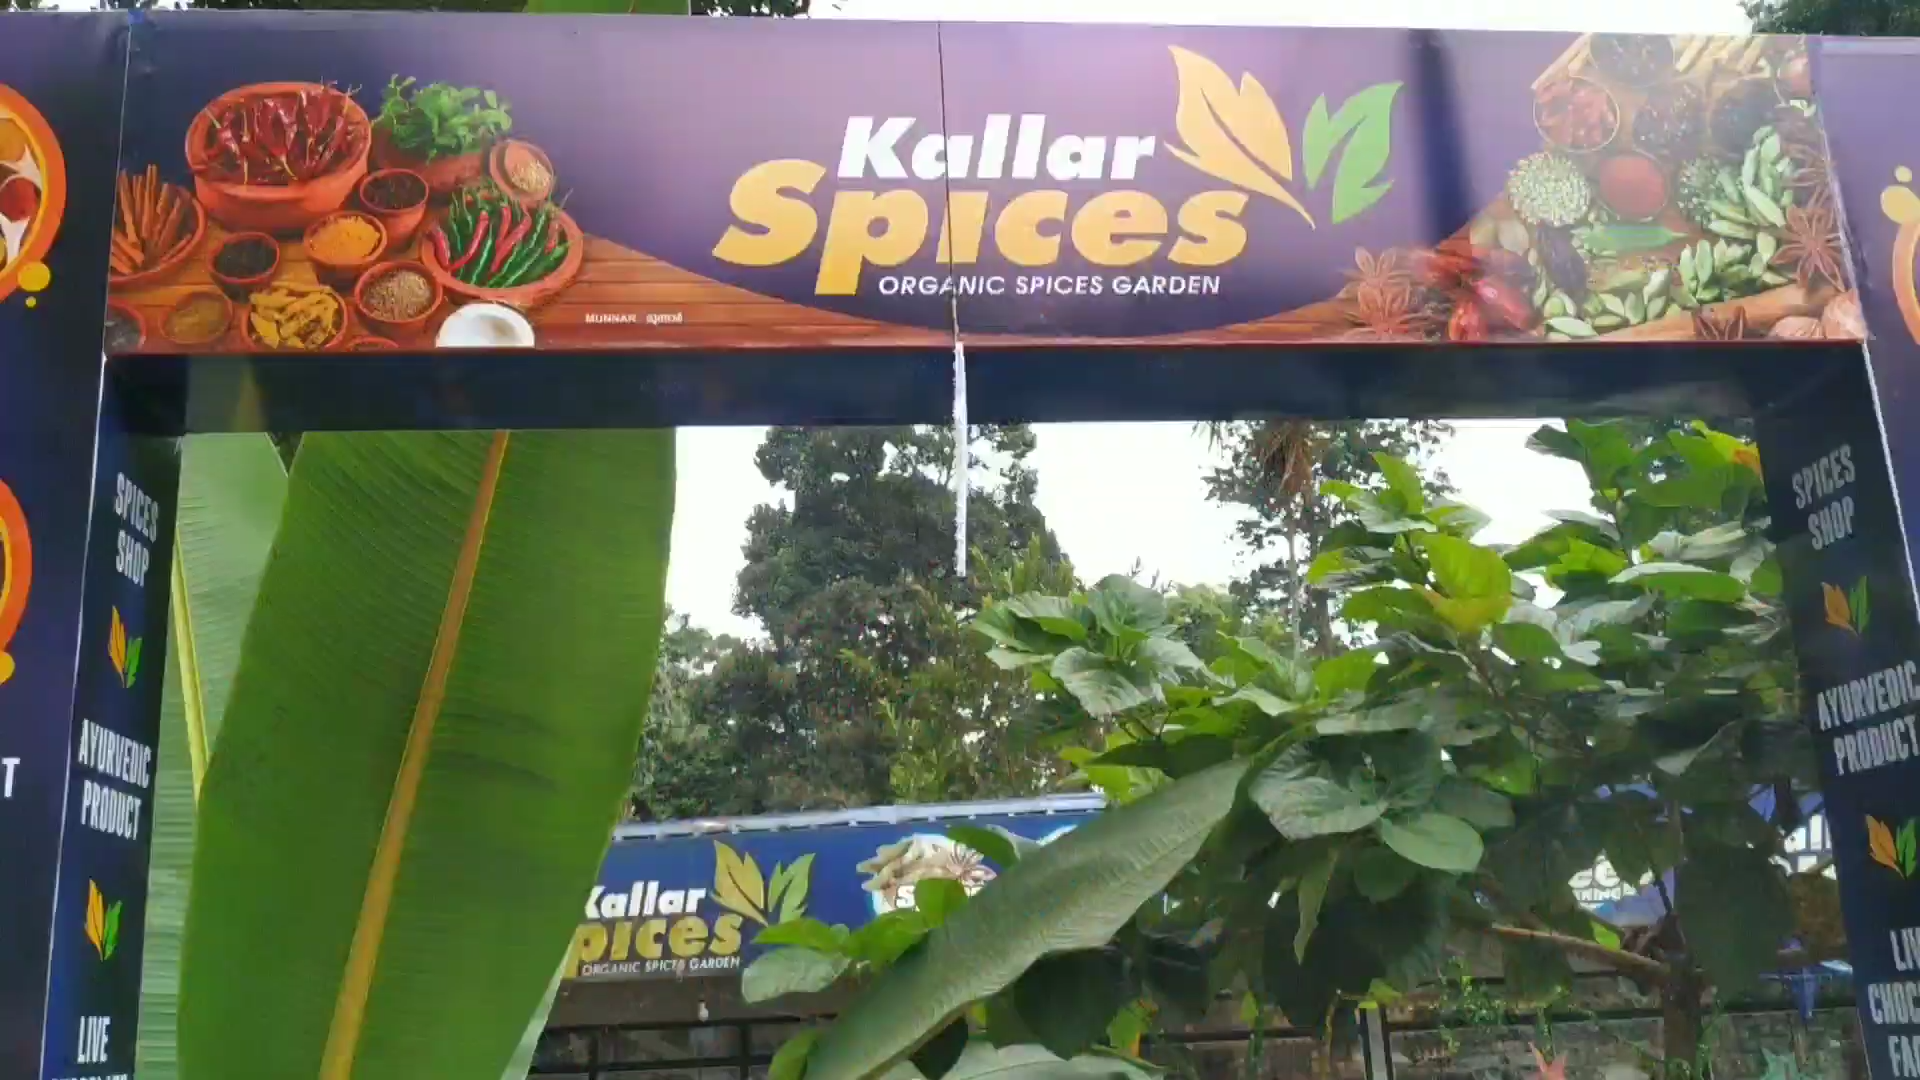 Kallar
Spices
ORGANIC SPICES GARDEN
MUNNAR
SPICES
SHOP
AYURVEDIC
PRODUCT
LIVE
SPICES
SHOP
AYURVEDIC
PRODUCT
Kallar
Spices
ORGANIC SPICES GARDEN